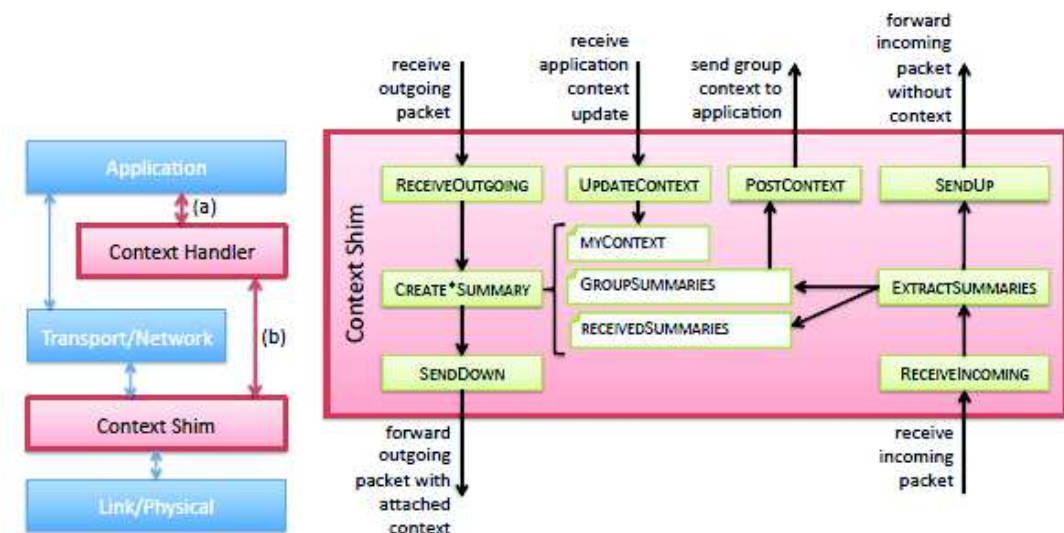 Application
(a)
Context Handler
Transport/Network
(b)
Context Shim
Link/Physical
receive
outgoing
packet
receive
application
context
update
send group
context to
application
forward
incoming
packet
without
context
Context Shim
RECEIVEOUTGOING
UPDATECONTEXT
POSTCONTEXT
SENDUP
MYCONTEXT
CREATE*SUMMARY
GROUPSUMMARIES
EXTRACTSUMMARIES
RECEIVEDSUMMARIES
SENDDOWN
RECEIVEINCOMING
forward
outgoing
packet with
attached
context
receive
incoming
packet